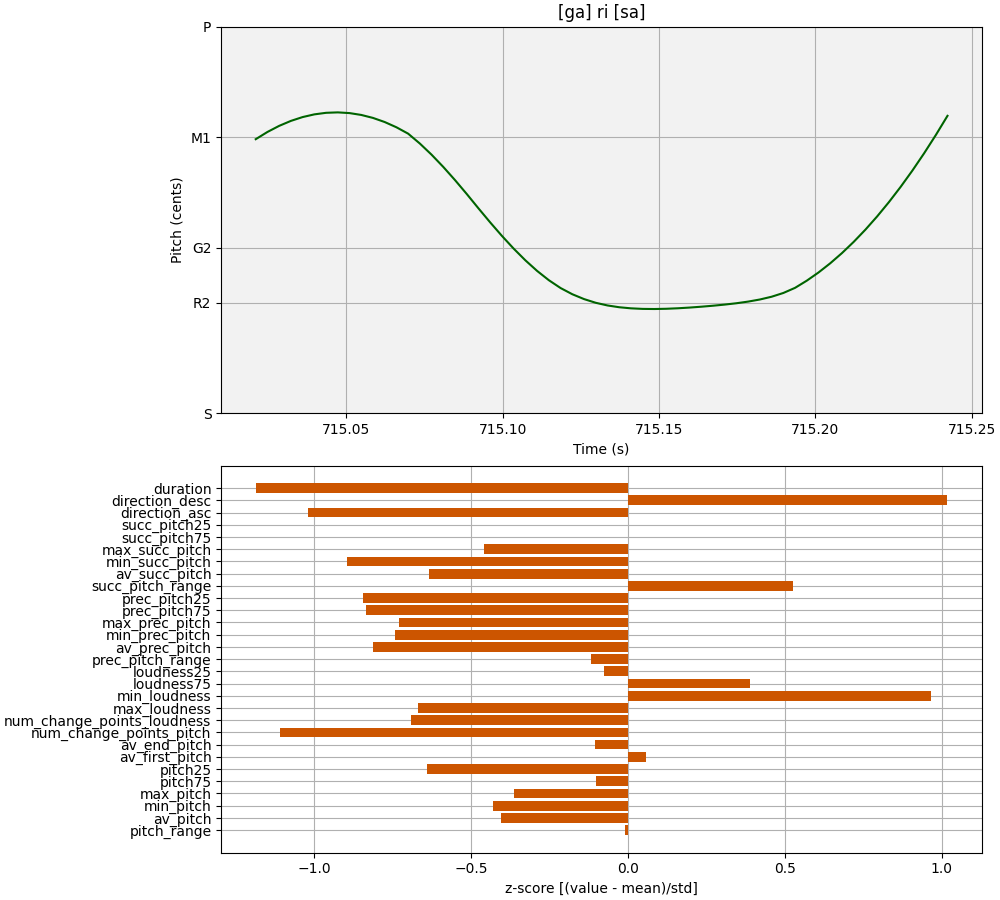 [ga] ri [sa]
P
M1
G2
R2
S
Pitch (cents)
715.05
715.10
715.15
715.20
715.25
Time (s)
duration
direction_desc
direction_asc
succ_pitch25
succ_pitch75
max_succ_pitch
min_succ_pitch
av_succ_pitch
succ_pitch_range
prec_pitch25
prec_pitch75
max_prec_pitch
min_prec_pitch
av_prec_pitch
prec_pitch_range
loudness25
loudness75
min_loudness
max_loudness
num_change_points_loudness
num_change_points_pitch
av_end_pitch
av_first_pitch
pitch25
pitch75
max_pitch
min_pitch
av_pitch
pitch_range
−1.0
−0.5
0.0
0.5
1.0
z-score [(value - mean)/std]